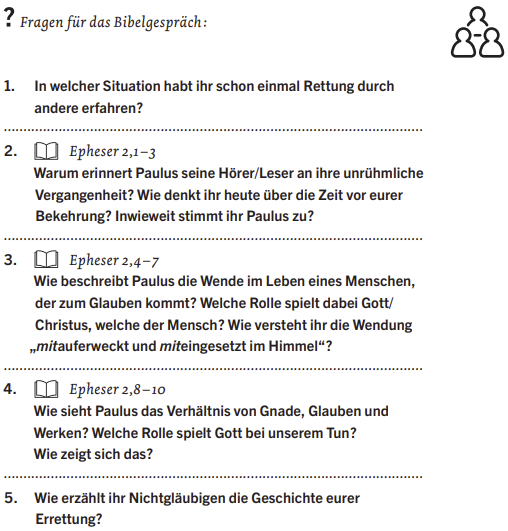 ? Fragen für das Bibelgespräch:
1. In welcher Situation habt ihr schon einmal Rettung durch
andere erfahren?
2. Epheser 2,1–3
Warum erinnert Paulus seine Hörer/Leser an ihre unrühmliche
Vergangenheit? Wie denkt ihr heute über die Zeit vor eurer
Bekehrung? Inwieweit stimmt ihr Paulus zu?
3. Epheser 2,4–7
Wie beschreibt Paulus die Wende im Leben eines Menschen,
der zum Glauben kommt? Welche Rolle spielt dabei Gott/
Christus, welche der Mensch? Wie versteht ihr die Wendung
„mitauferweckt und miteingesetzt im Himmel“?
4. Epheser 2,8–10
Wie sieht Paulus das Verhältnis von Gnade, Glauben und
Werken? Welche Rolle spielt Gott bei unserem Tun?
Wie zeigt sich das?
5. Wie erzählt ihr Nichtgläubigen die Geschichte eurer
Errettung?